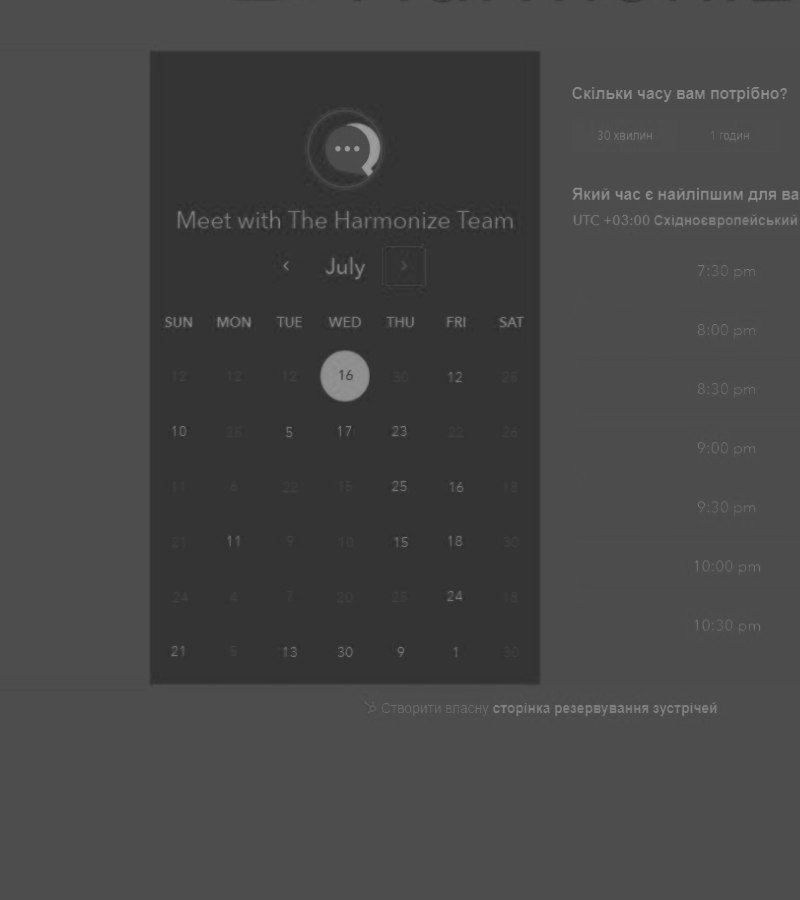 Meet with The Harmonize Team
July
SUN MON TUE WED THU FRI SAT
12 12 12 16 30 12 25
10 25 5 17 23 22 26
11 6 22 15 25 16 18
21 11 9 10 15 18 30
24 4 7 20 25 24 18
21 5 13 30 9 1 30
Скільки часу вам потрібно?
30 хвилин 1 годин
Який час є найліпшим для ва
UTC +03:00 Східноєвропейський
7:30 pm
8:00 pm
8:30 pm
9:00 pm
9:30 pm
10:00 pm
10:30 pm
Створити власну сторінка резервування зустрічей